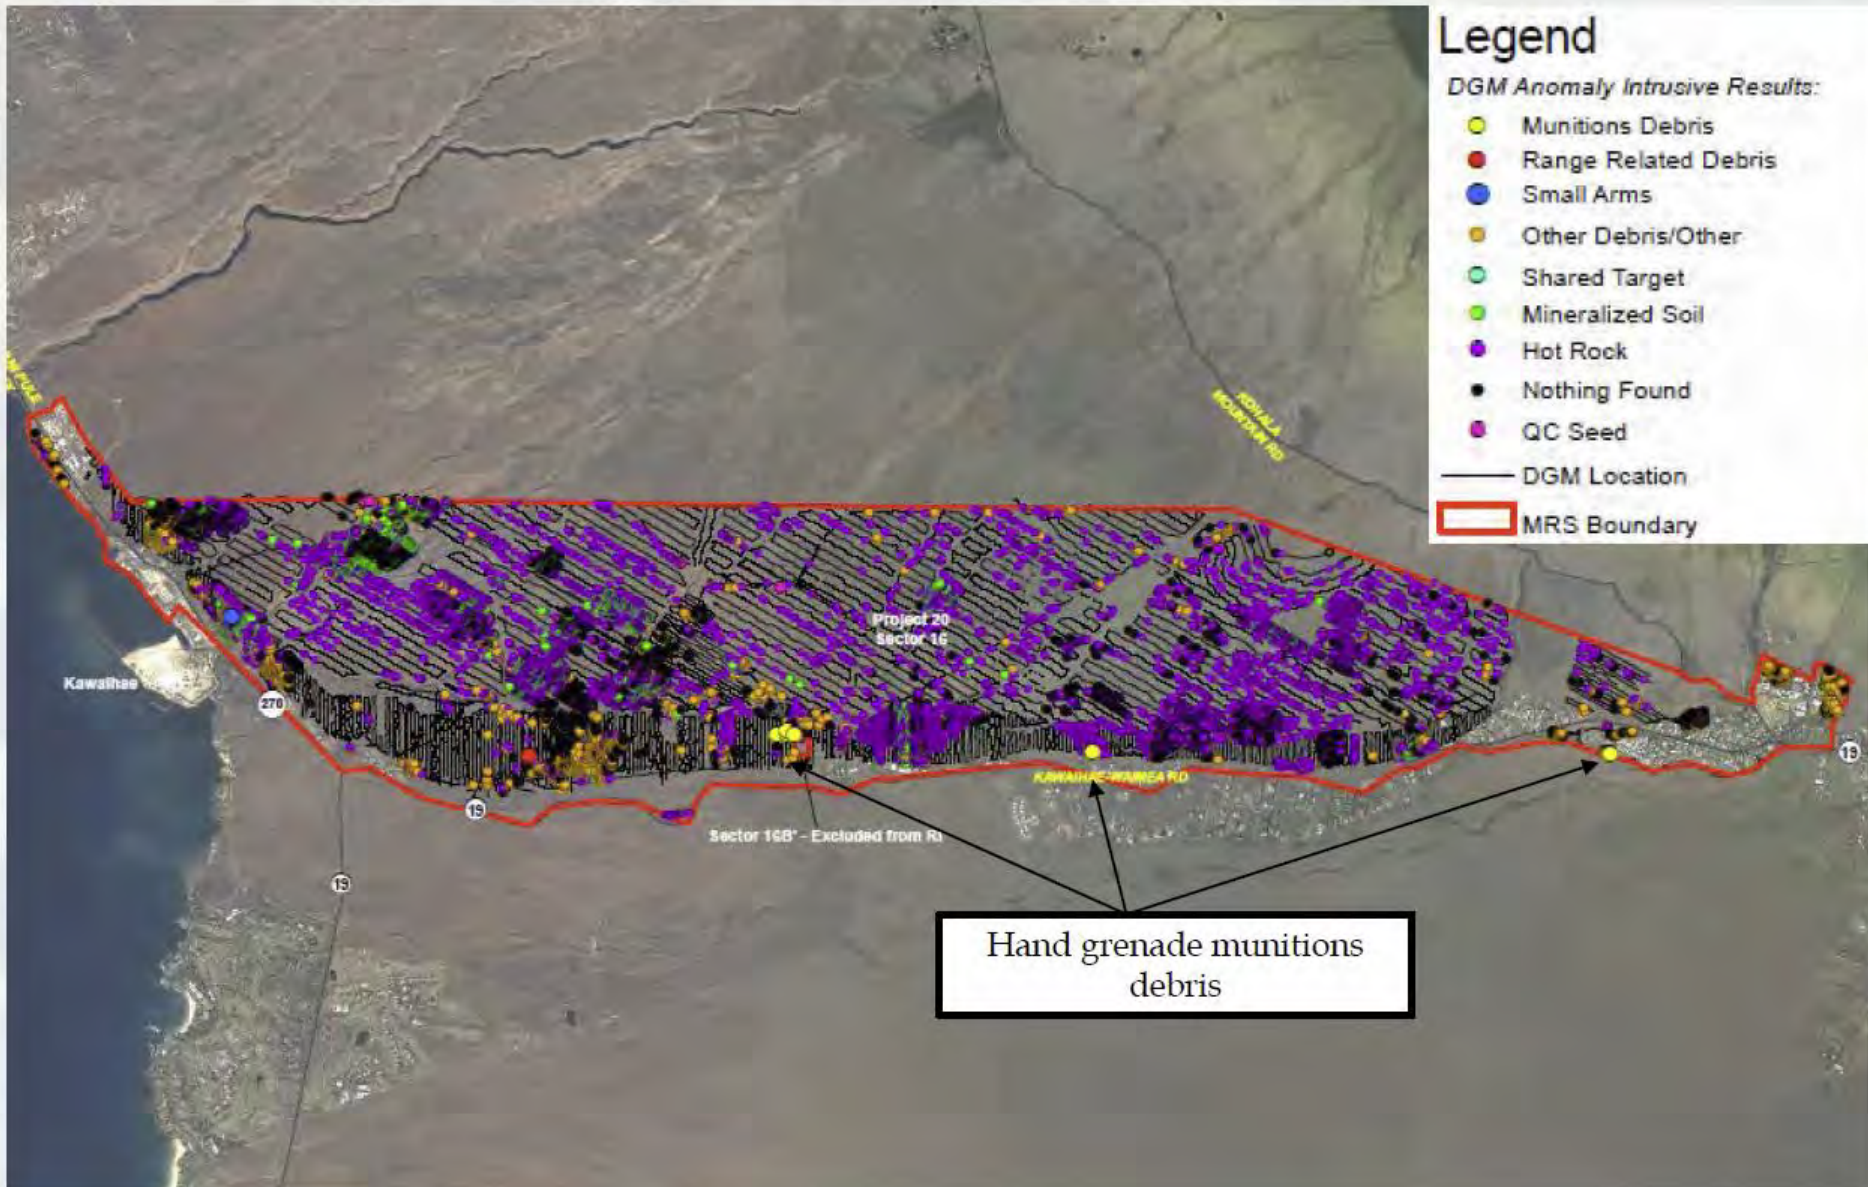 Legend
DGM Anomaly Intrusive Results:
Munitions Debris
Range Related Debris
Small Arms
Other Debris/Other
Shared Target
Mineralized Soil
Hot Rock
Nothing Found
QC Seed
DGM Location
MRS Boundary
PULE
KOHALA
MOUNTAIN RD
Project 20
Sector 16
Kawaihae
270
19
KAWAIHAE-WAIMEA RD
19
Sector 16B* - Excluded from RI
19
Hand grenade munitions
debris